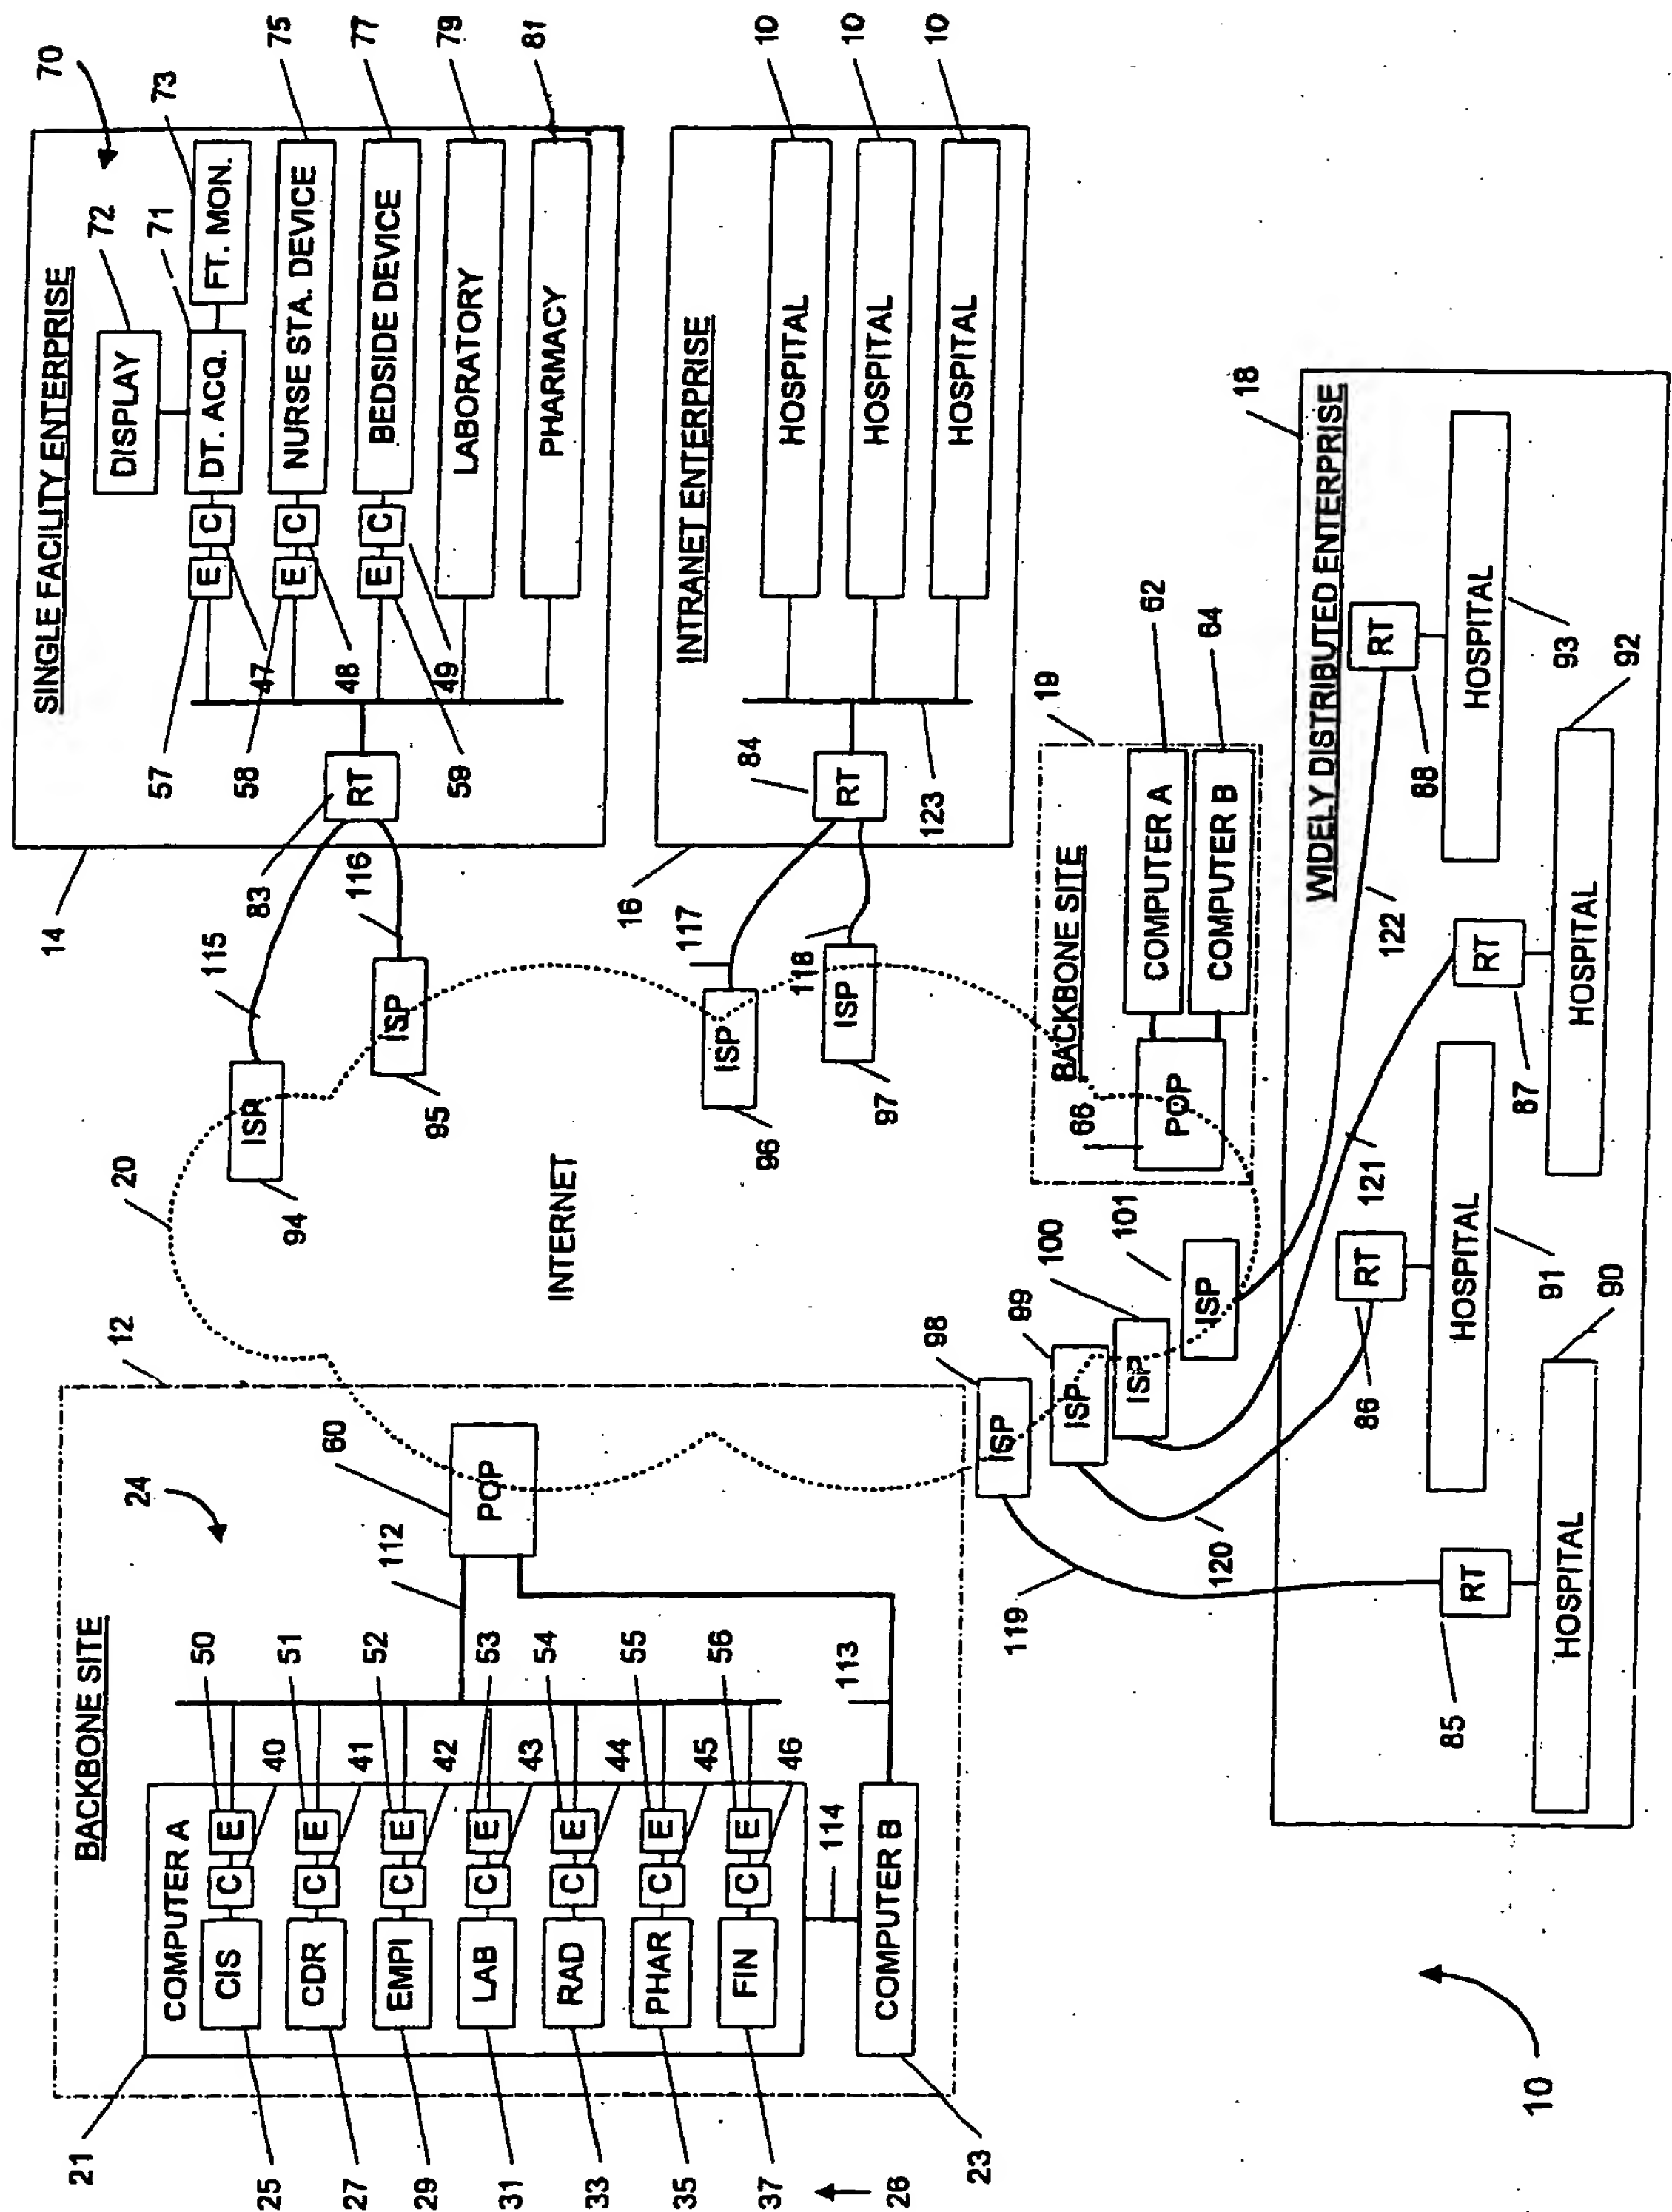 BACKBONE SITE
12
24
COMPUTER A
21
CIS
C
E
25
40
50
CDR
C
E
27
41
51
EMPI
C
E
29
42
52
LAB
C
E
31
43
53
RAD
C
E
33
44
54
PHAR
C
E
35
45
55
FIN
C
E
37
46
56
26
COMPUTER B
23
114
113
112
60
POP
20
INTERNET
ISP
94
115
ISP
95
116
ISP
96
117
ISP
97
118
ISP
98
119
ISP
99
120
ISP
100
ISP
101
SINGLE FACILITY ENTERPRISE
14
70
DISPLAY
72
E
C
DT. ACQ.
71
FT. MON.
73
57
47
E
C
NURSE STA. DEVICE
75
58
48
E
C
BEDSIDE DEVICE
77
59
49
LABORATORY
79
PHARMACY
81
RT
83
INTRANET ENTERPRISE
16
HOSPITAL
10
HOSPITAL
10
HOSPITAL
10
RT
84
123
BACKBONE SITE
19
COMPUTER A
62
COMPUTER B
64
POP
66
WIDELY DISTRIBUTED ENTERPRISE
18
RT
85
HOSPITAL
90
RT
86
HOSPITAL
91
121
RT
87
HOSPITAL
92
122
RT
88
HOSPITAL
93
10